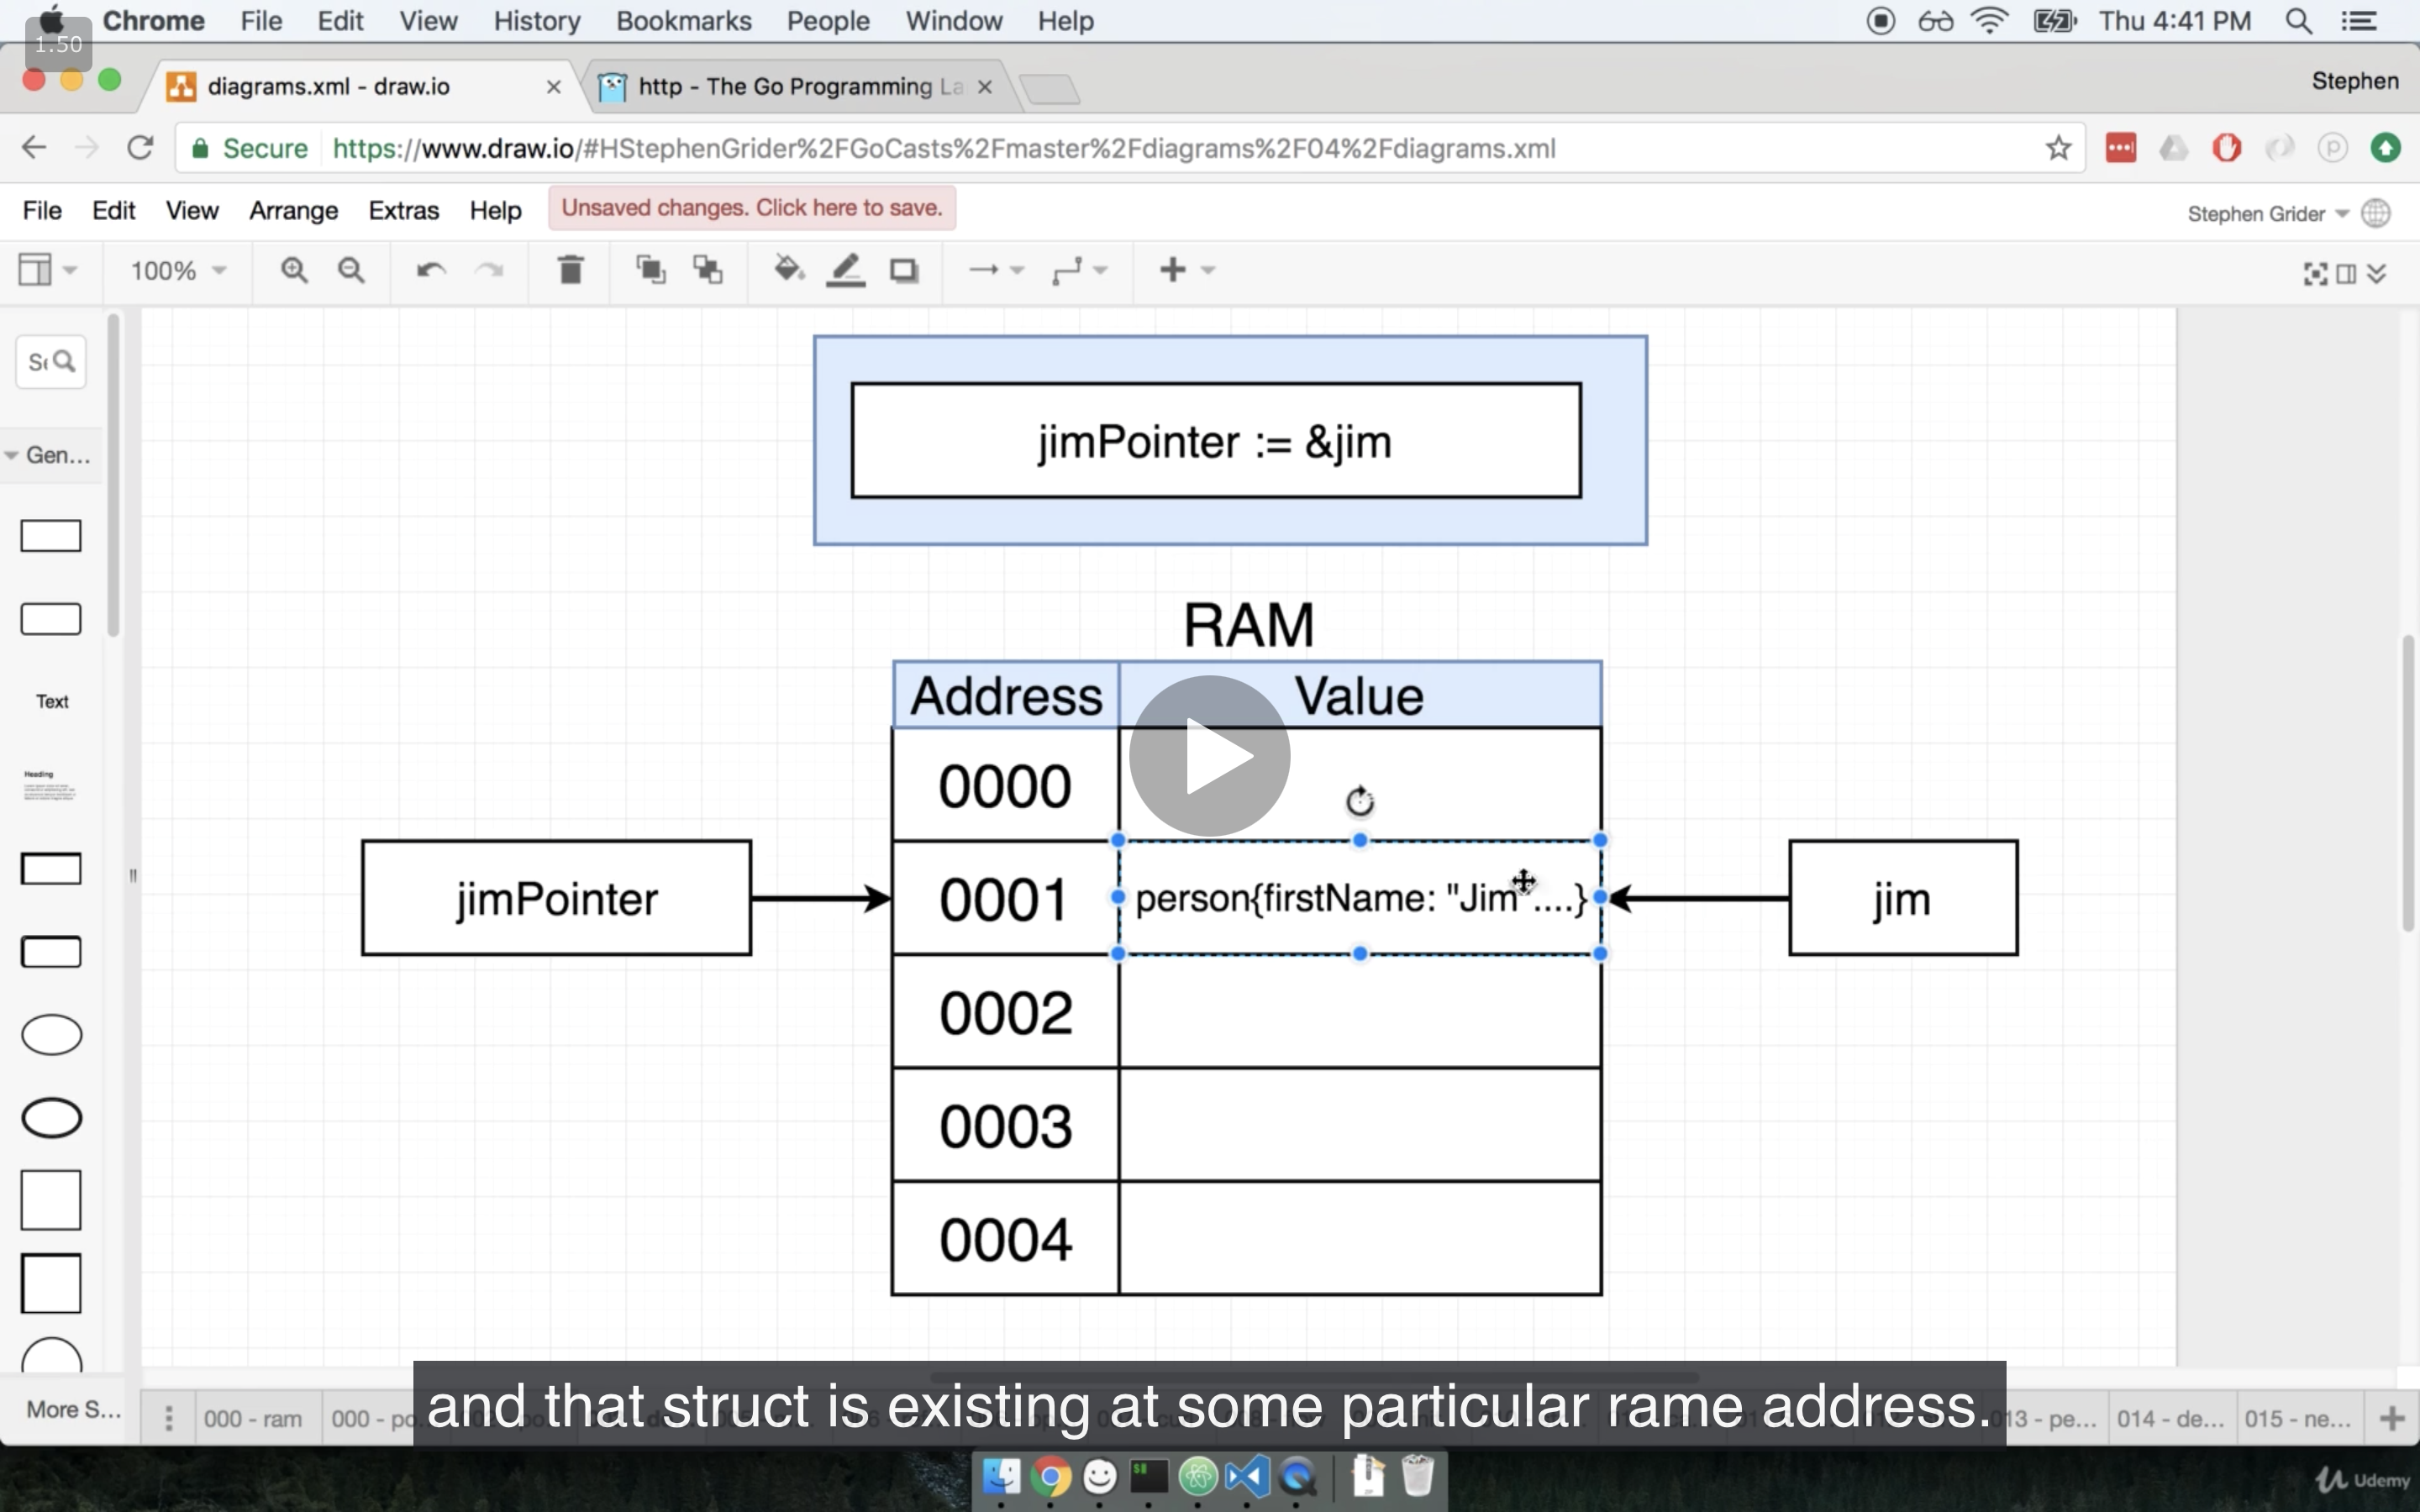 Chrome File Edit View History Bookmarks People Window Help Thu 4:41 PM
1.50
diagrams.xml - draw.io
http - The Go Programming La
Stephen
Secure https://www.draw.io/#HStephenGrider%2FGoCasts%2Fmaster%2Fdiagrams%2F04%2Fdiagrams.xml
File Edit View Arrange Extras Help Unsaved changes. Click here to save. Stephen Grider
100%
jimPointer := &jim
Gen...
Text
Heading
RAM
Address Value
0000
jimPointer 0001 person{firstName: "Jim"....} jim
0002
0003
0004
More S...
000 - ram 000 - po... 013 - pe... 014 - de... 015 - ne...
and that struct is existing at some particular rame address.
Udemy